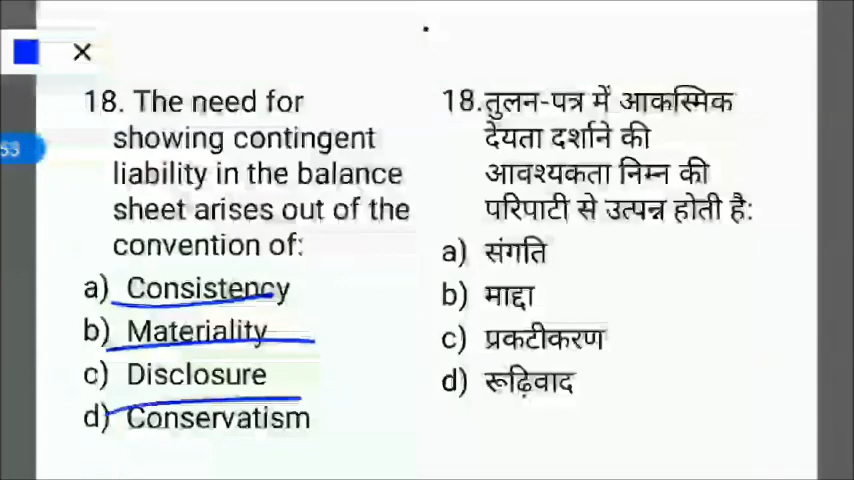 53
18. The need for
showing contingent
liability in the balance
sheet arises out of the
convention of:
a) Consistency
b) Materiality
c) Disclosure
d) Conservatism
18.तुलन-पत्र में आकस्मिक
देयता दर्शाने की
आवश्यकता निम्न की
परिपाटी से उत्पन्न होती है:
a) संगति
b) माद्दा
c) प्रकटीकरण
d) रूढ़िवाद